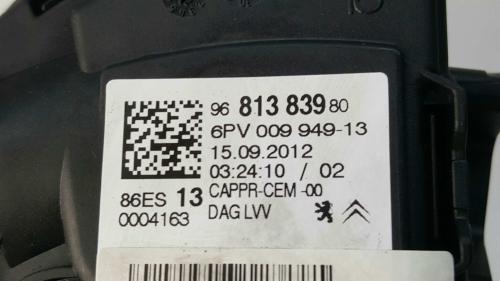 96 813 839 80
6PV 009 949-13
15.09.2012
03:24:10 / 02
86ES 13 CAPPR-CEM -00
0004163 DAG LVV